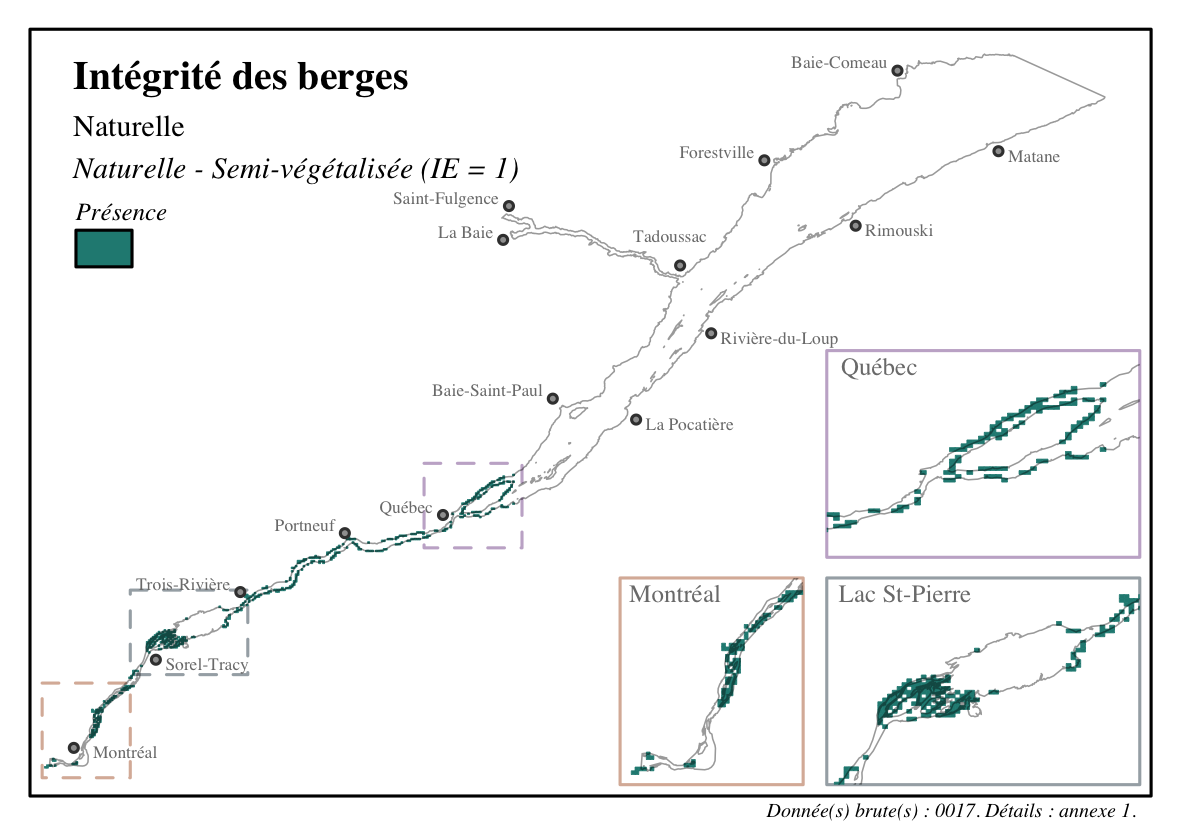 Intégrité des berges
Naturelle
Naturelle - Semi-végétalisée (IE = 1)
Présence
Baie-Comeau
Forestville
Matane
Saint-Fulgence
La Baie
Tadoussac
Rimouski
Rivière-du-Loup
Baie-Saint-Paul
La Pocatière
Québec
Portneuf
Trois-Rivière
Sorel-Tracy
Montréal
Québec
Montréal
Lac St-Pierre
Donnée(s) brute(s) : 0017. Détails : annexe 1.